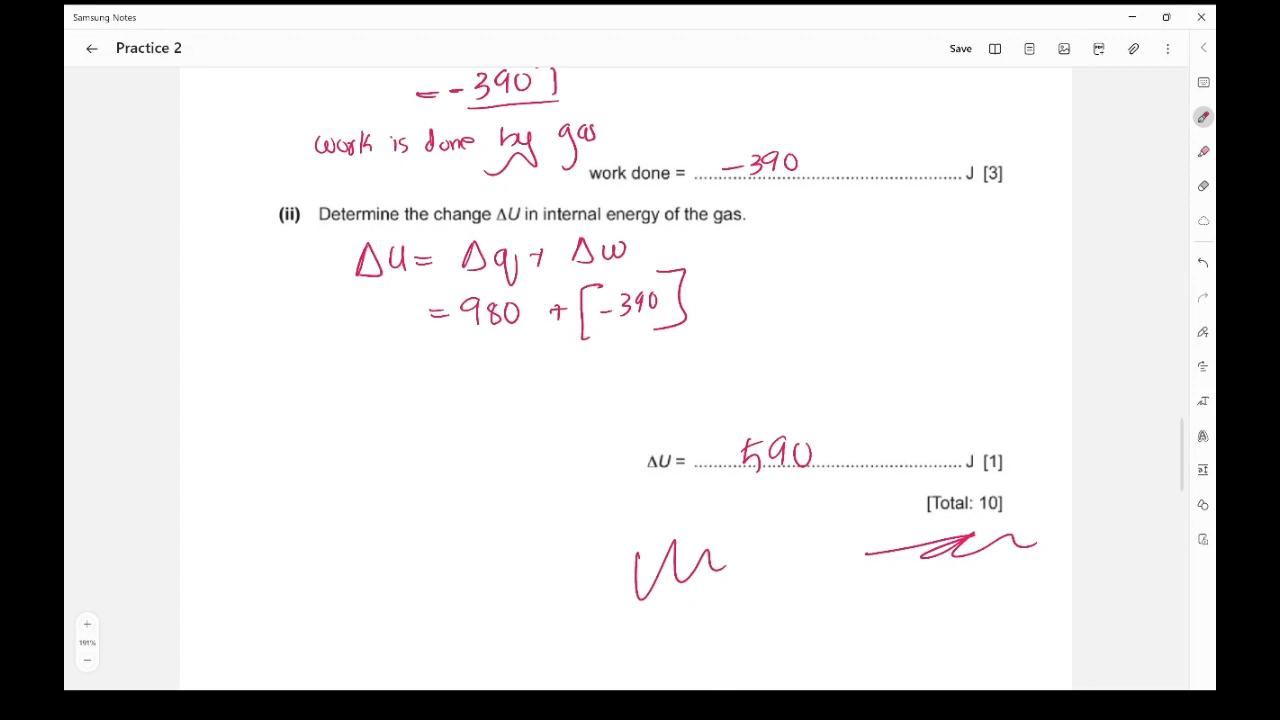 Samsung Notes
Practice 2
Save
= -390 J
work is done by gas
work done = -390 J [3]
(ii) Determine the change ΔU in internal energy of the gas.
ΔU = Δq + Δw
= 980 + [-390]
ΔU = 590 J [1]
[Total: 10]
191%